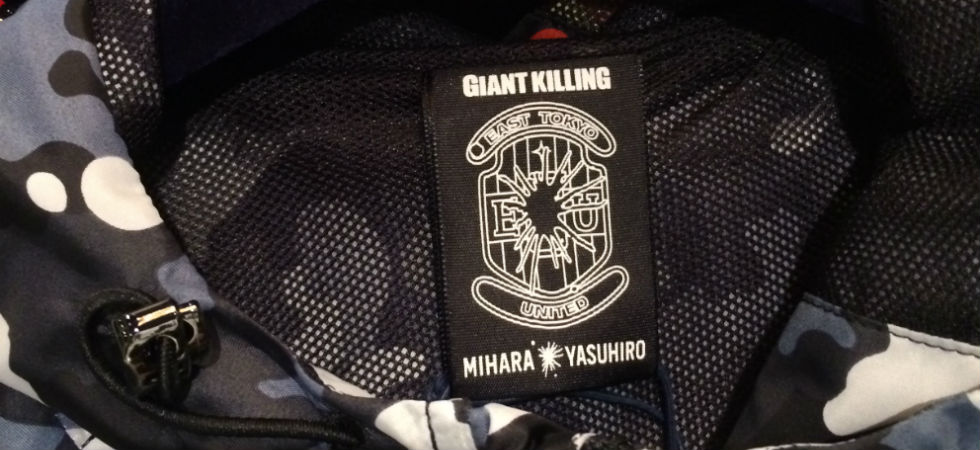 GIANT KILLING
EAST TOKYO
E U
UNITED
MIHARA YASUHIRO